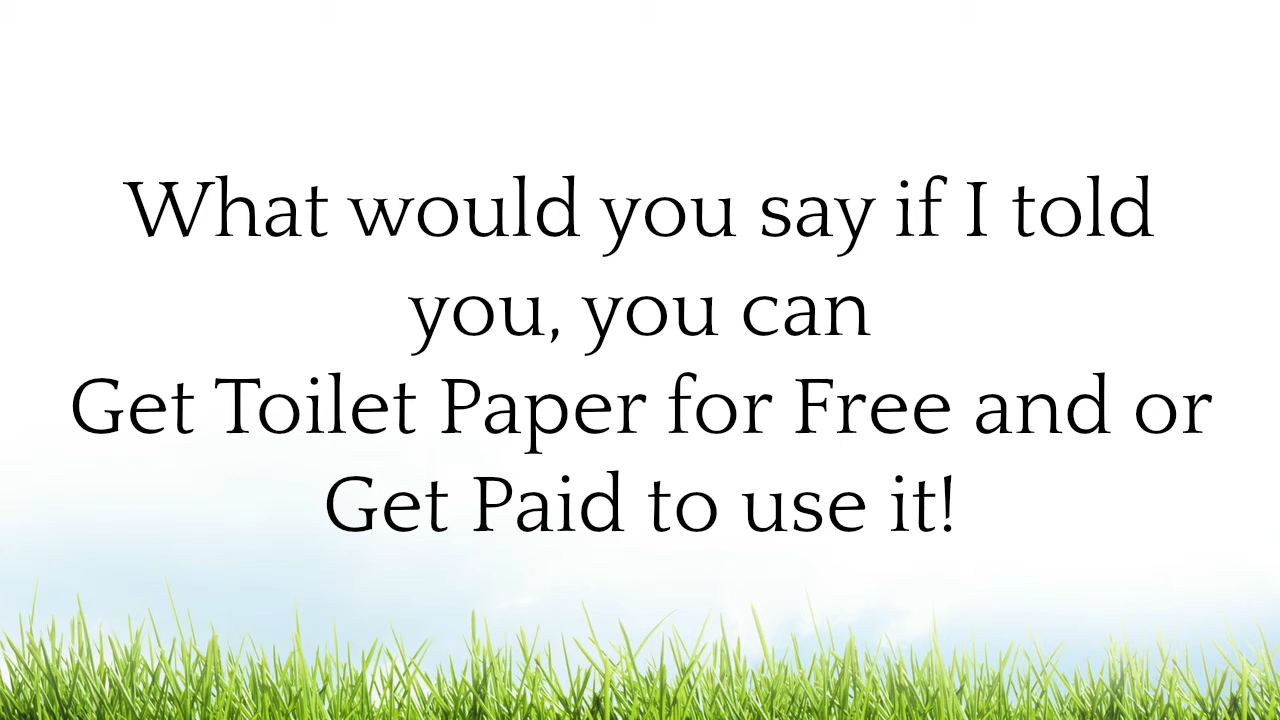 What would you say if I told
you, you can
Get Toilet Paper for Free and or
Get Paid to use it!